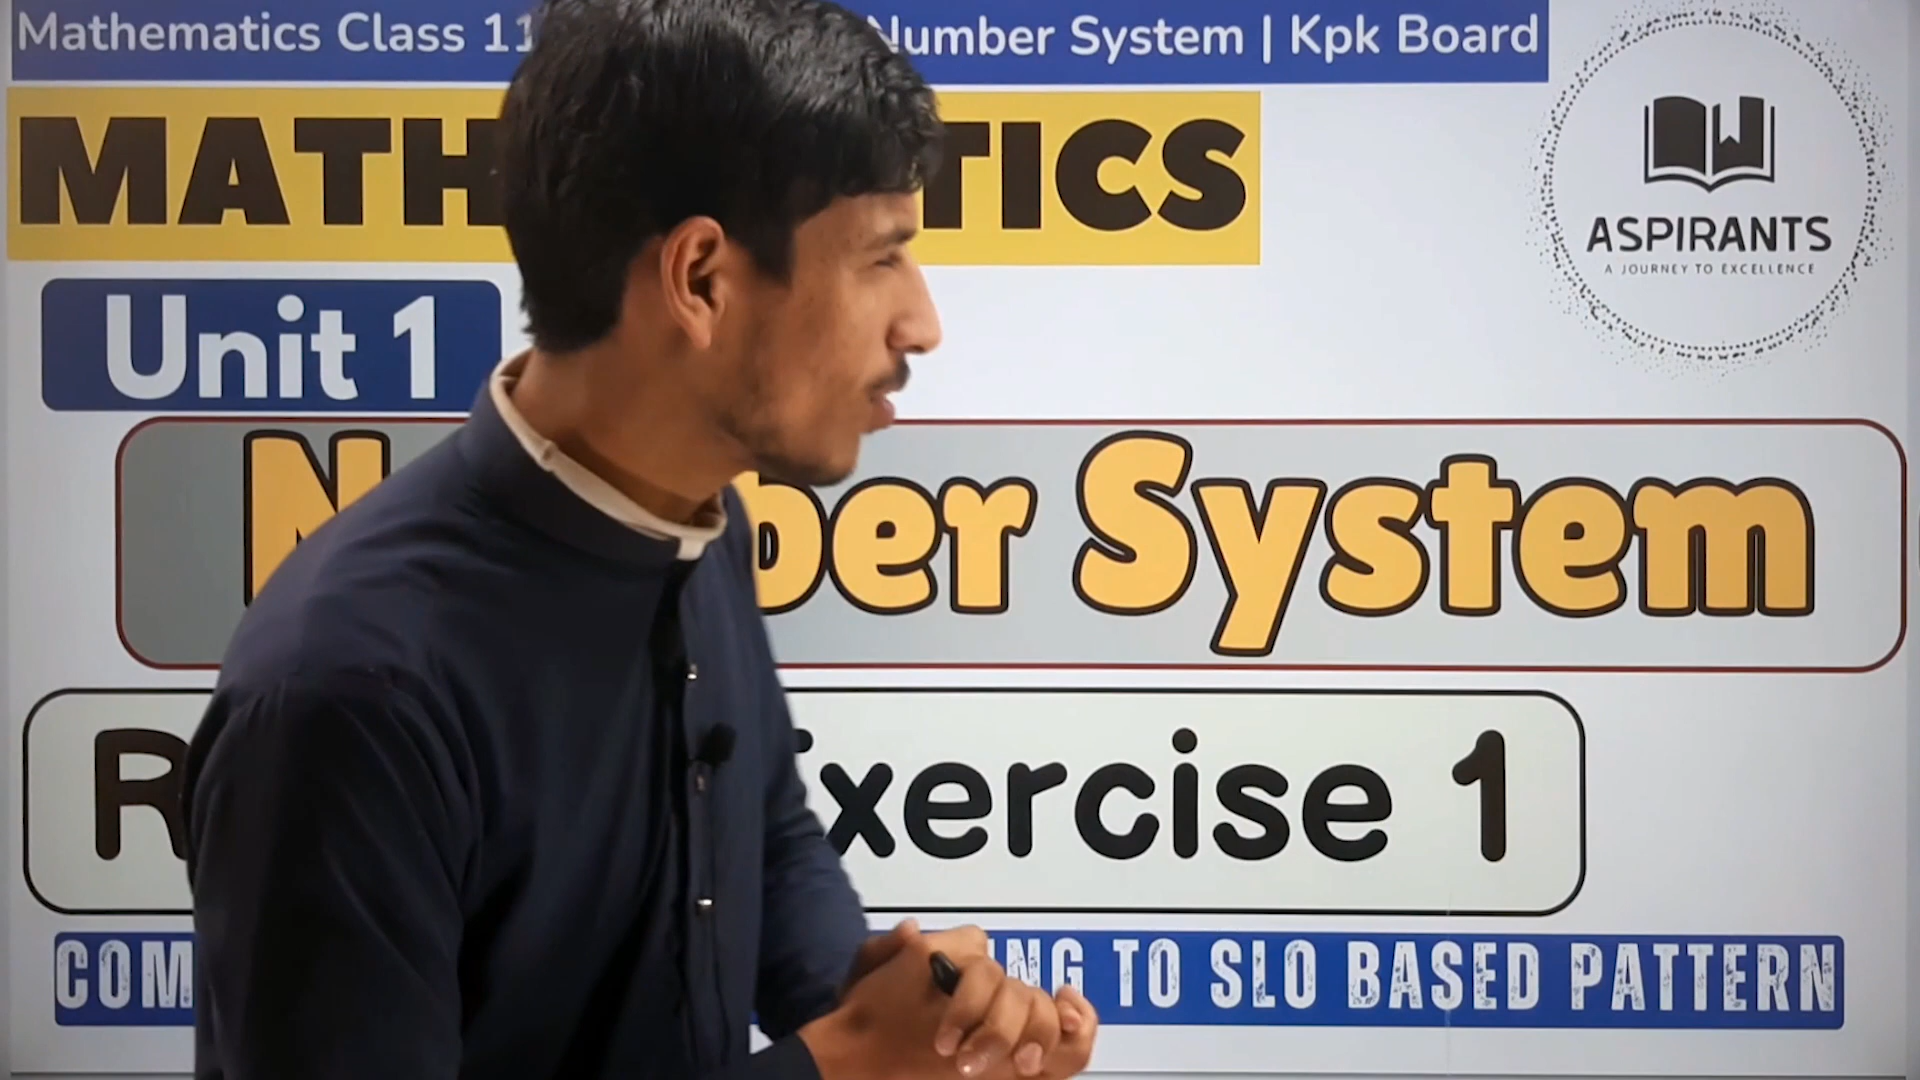 Mathematics Class 11
Number System | Kpk Board
MATH
TICS
ASPIRANTS
A JOURNEY TO EXCELLENCE
Unit 1
N
ber System
R
xercise 1
COM
NG TO SLO BASED PATTERN